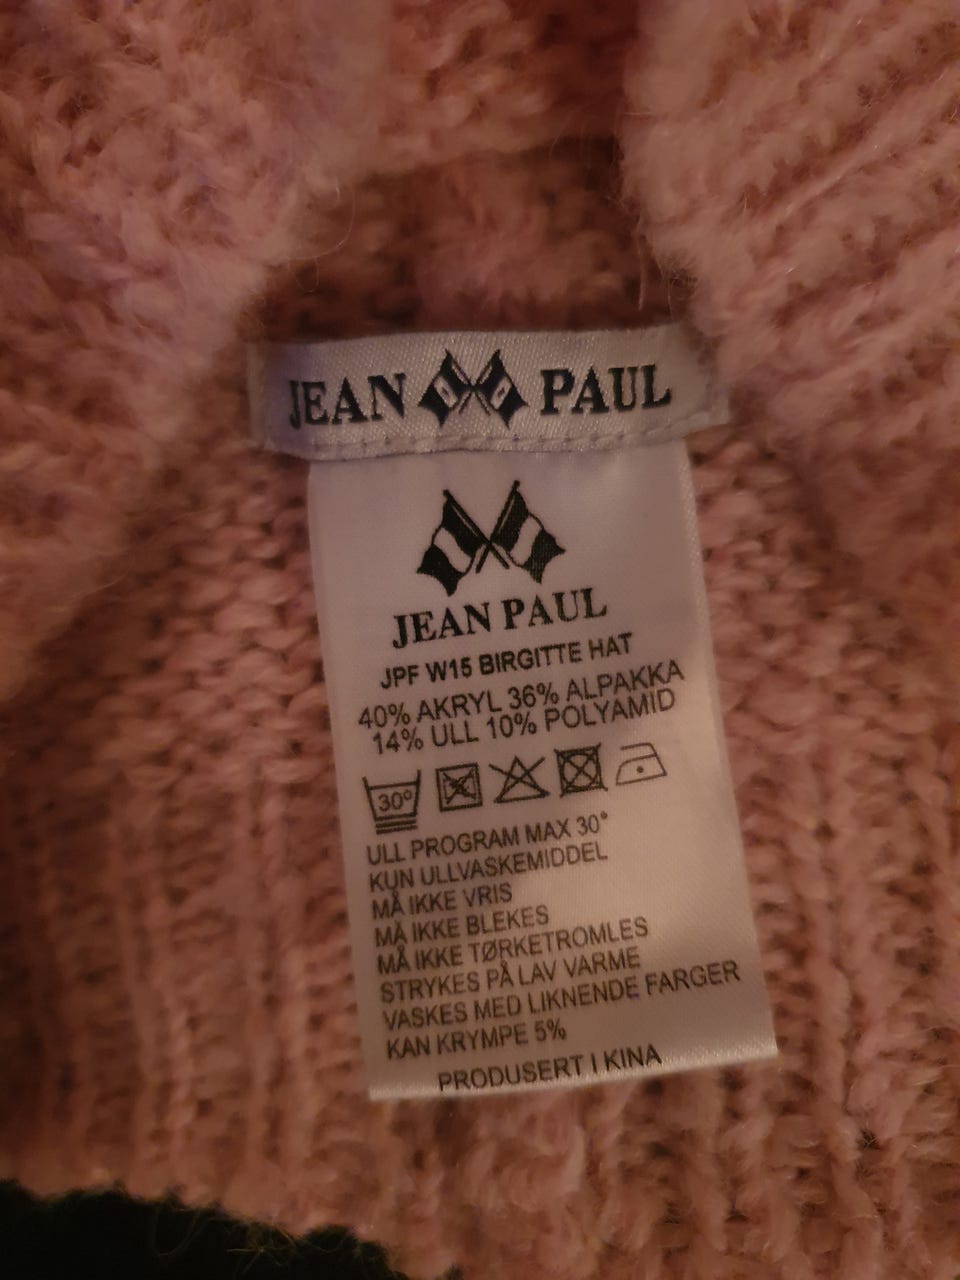 JEAN PAUL
JEAN PAUL
JPF W15 BIRGITTE HAT
40% AKRYL 36% ALPAKKA
14% ULL 10% POLYAMID
30°
ULL PROGRAM MAX 30°
KUN ULLVASKEMIDDEL
MÅ IKKE VRIS
MÅ IKKE BLEKES
MÅ IKKE TØRKETROMLES
STRYKES PÅ LAV VARME
VASKES MED LIKNENDE FARGER
KAN KRYMPE 5%
PRODUSERT I KINA